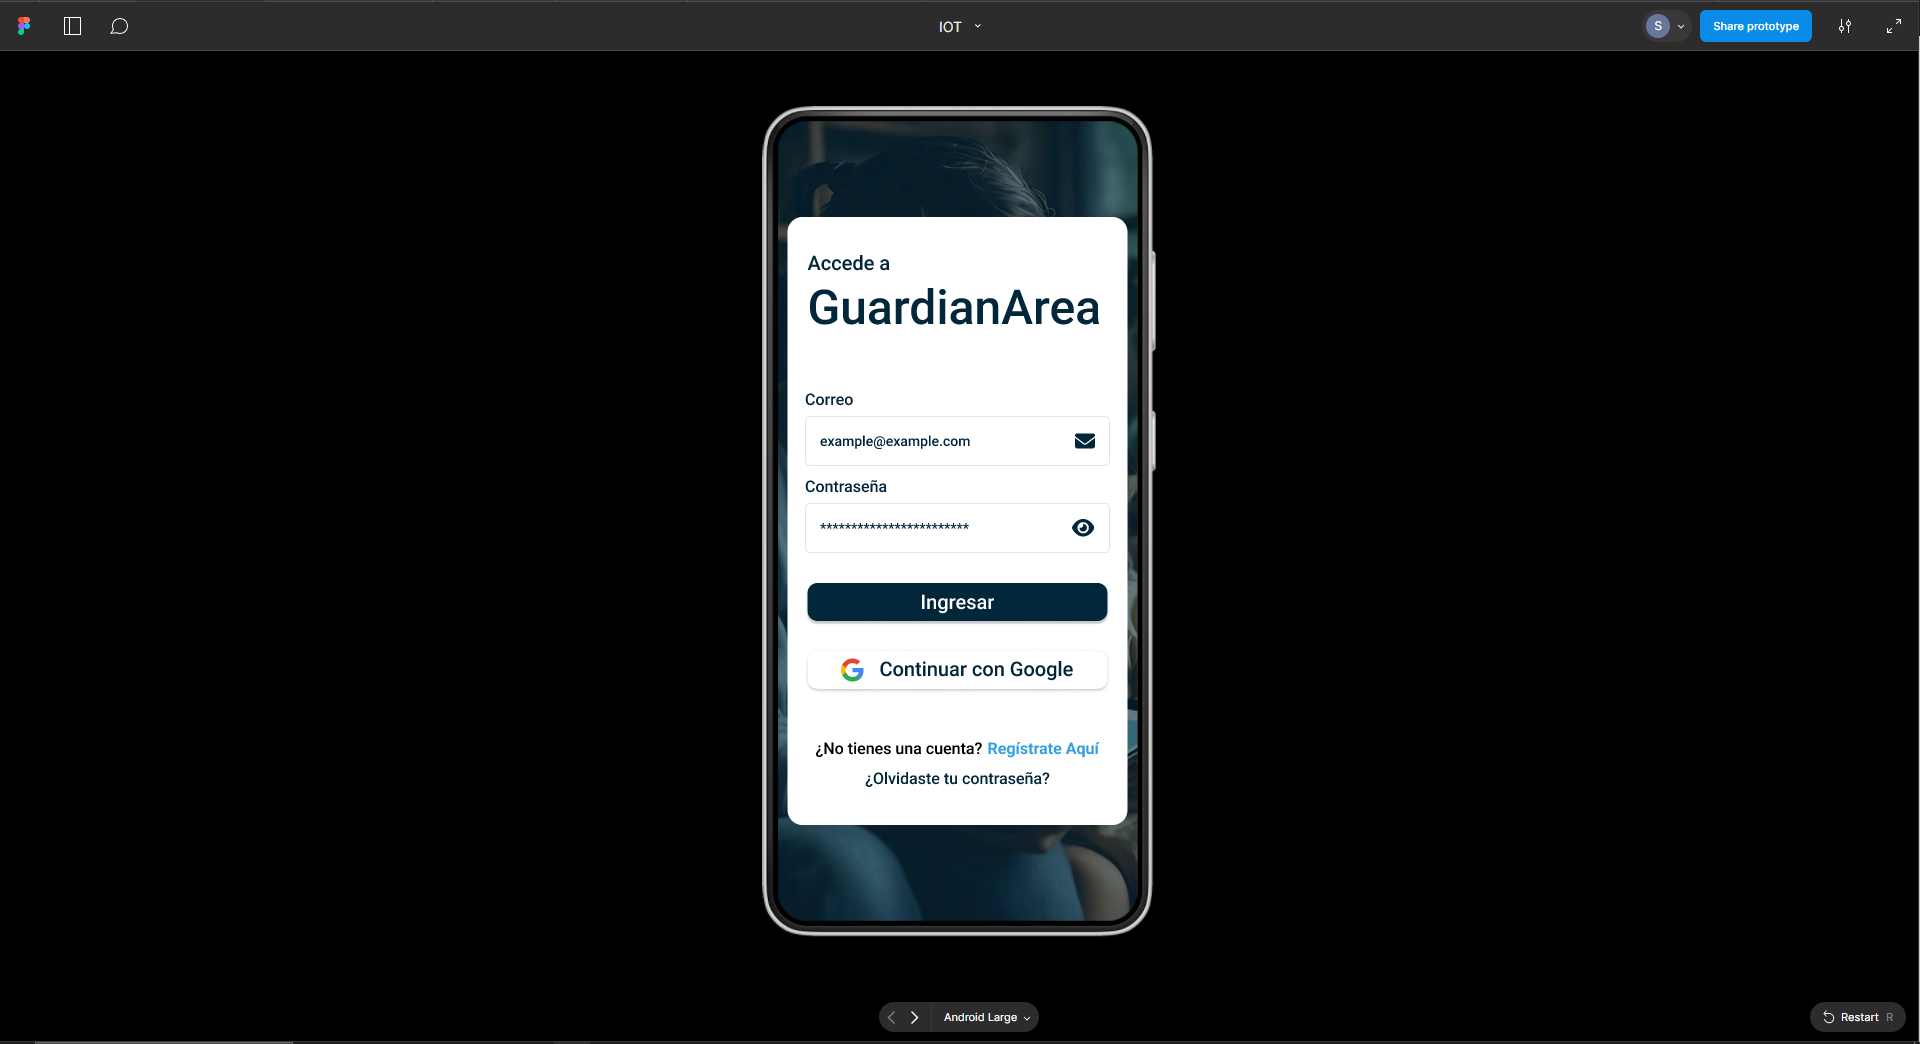 IOT
S
Share prototype
Accede a
GuardianArea
Correo
example@example.com
Contraseña
************************
Ingresar
Continuar con Google
¿No tienes una cuenta? Regístrate Aquí
¿Olvidaste tu contraseña?
Android Large
Restart R